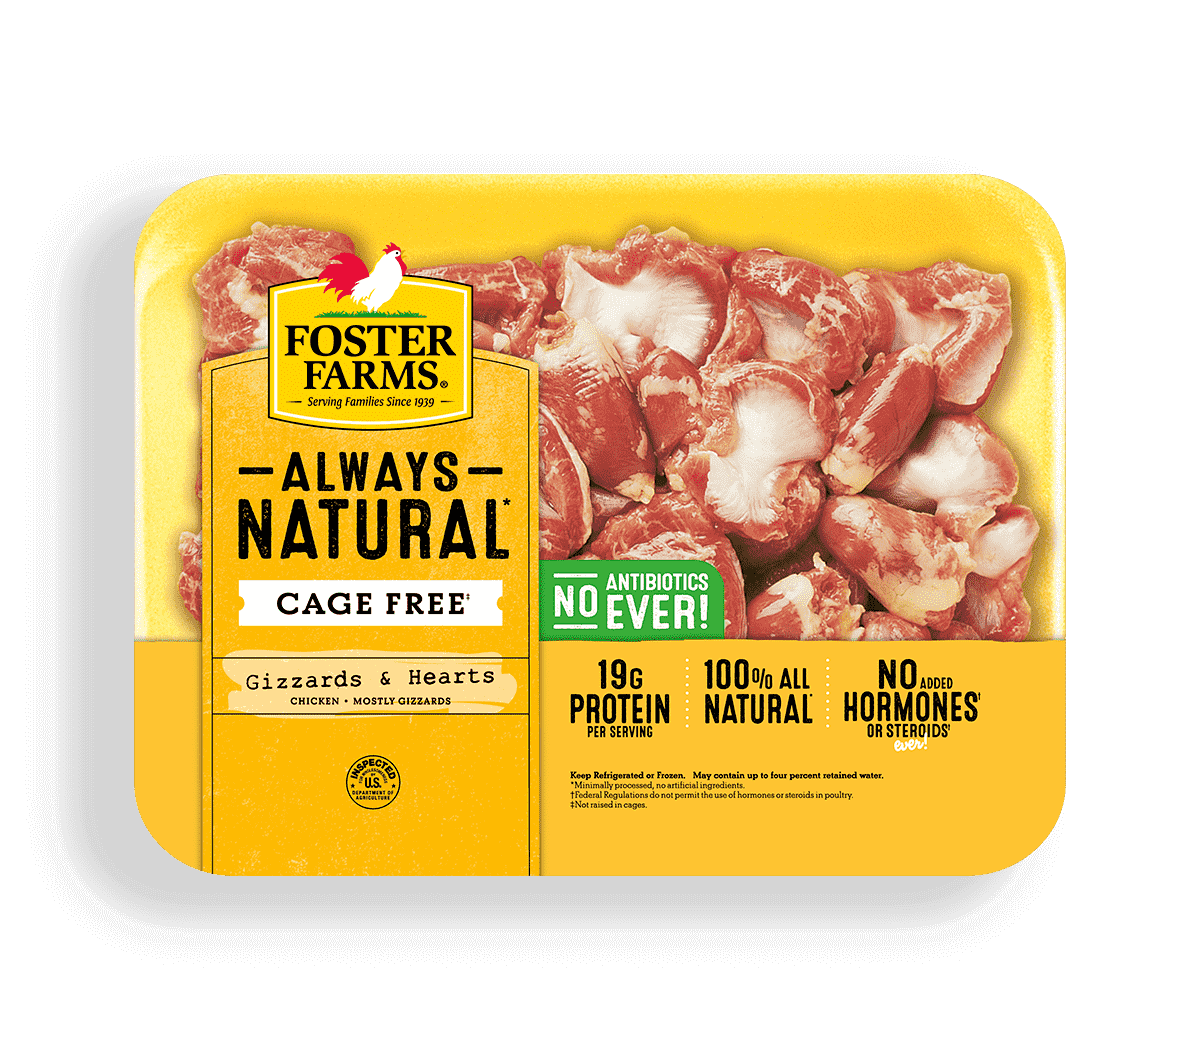 FOSTER
FARMS®
Serving Families Since 1939
ALWAYS
NATURAL*
CAGE FREE‡
Gizzards & Hearts
CHICKEN • MOSTLY GIZZARDS
INSPECTED
FOR WHOLESOMENESS
BY
U.S.
DEPARTMENT OF
AGRICULTURE
NO ANTIBIOTICS
EVER!
19G
PROTEIN
PER SERVING
100% ALL
NATURAL*
NO ADDED
HORMONES†
OR STEROIDS†
ever!
Keep Refrigerated or Frozen. May contain up to four percent retained water.
*Minimally processed, no artificial ingredients.
†Federal Regulations do not permit the use of hormones or steroids in poultry.
‡Not raised in cages.